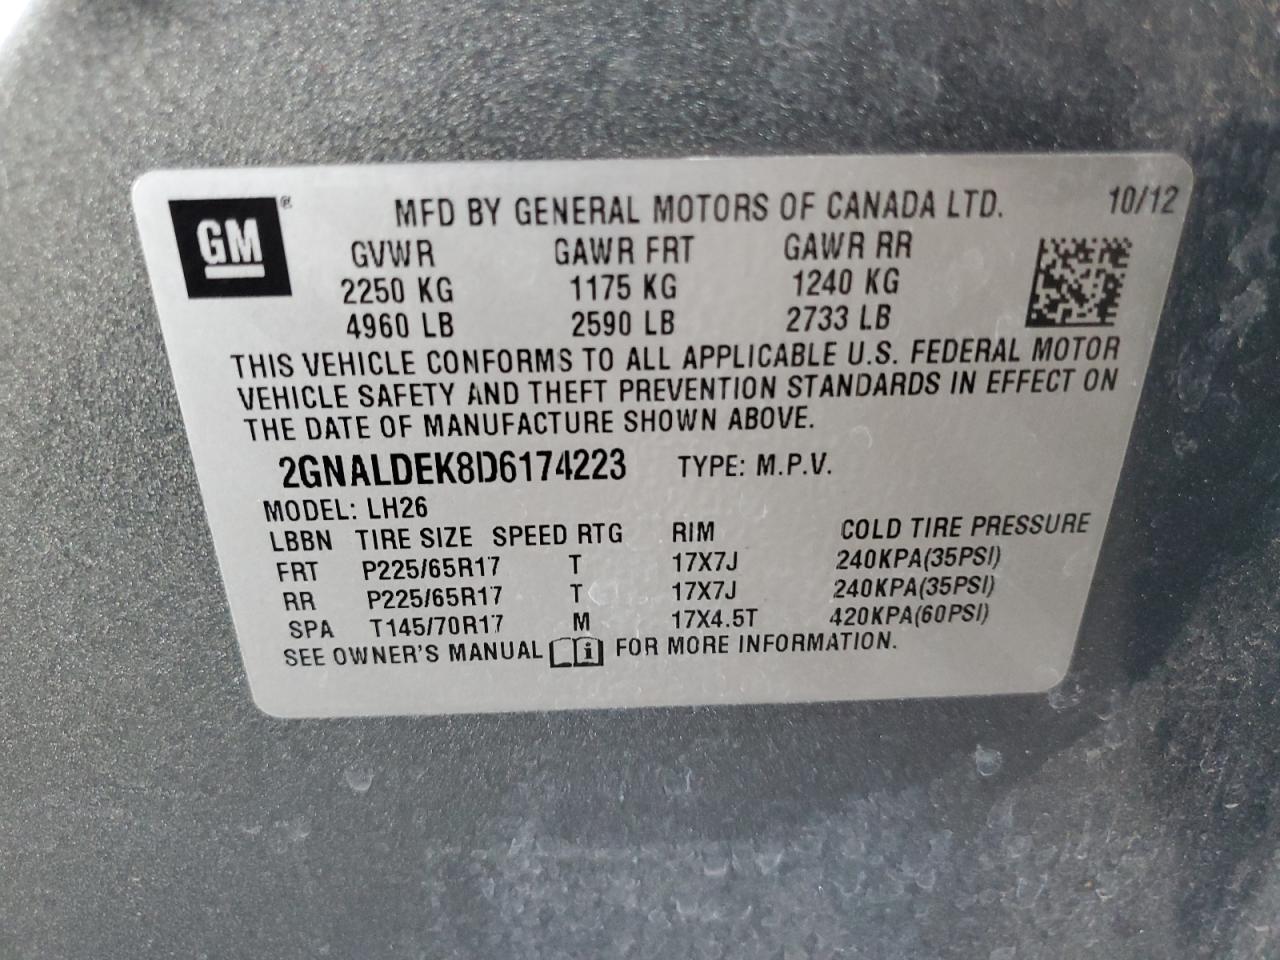 GM®
MFD BY GENERAL MOTORS OF CANADA LTD. 10/12
GVWR GAWR FRT GAWR RR
2250 KG 1175 KG 1240 KG
4960 LB 2590 LB 2733 LB
THIS VEHICLE CONFORMS TO ALL APPLICABLE U.S. FEDERAL MOTOR
VEHICLE SAFETY AND THEFT PREVENTION STANDARDS IN EFFECT ON
THE DATE OF MANUFACTURE SHOWN ABOVE.
2GNALDEK8D6174223 TYPE: M.P.V.
MODEL: LH26
LBBN TIRE SIZE SPEED RTG RIM COLD TIRE PRESSURE
FRT P225/65R17 T 17X7J 240KPA(35PSI)
RR P225/65R17 T 17X7J 240KPA(35PSI)
SPA T145/70R17 M 17X4.5T 420KPA(60PSI)
SEE OWNER'S MANUAL i FOR MORE INFORMATION.